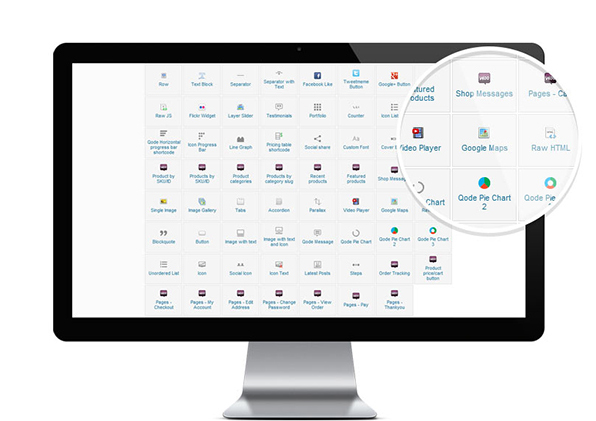 Row
Text Block
Separator
Separator with
Text
Facebook Like
Tweetmeme
Button
Google+ Button
Raw JS
Flickr Widget
Layer Slider
Testimonials
Portfolio
Counter
Icon List
Qode Horizontal
progress bar
shortcode
Icon Progress
Bar
Line Graph
Pricing table
shortcode
Social share
Custom Font
Cover
Product by
SKU/ID
Products by
SKU/ID
Product
categories
Products by
category slug
Recent
products
Featured
products
Shop Messages
Single Image
Image Gallery
Tabs
Accordion
Parallax
Video Player
Google Maps
Blockquote
Button
Image with text
Image with text
and icon
Qode Message
Qode Pie Chart
Qode Pie Chart
2
Qode Pie Chart
3
Unordered List
Icon
Social Icon
Icon Text
Latest Posts
Steps
Order Tracking
Product
price/cart
button
Pages -
Checkout
Pages - My
Account
Pages - Edit
Address
Pages - Change
Password
Pages - View
Order
Pages - Pay
Pages -
Thankyou
atured
oducts
Shop Messages
Pages - Ca
Video Player
Google Maps
Raw HTML
Chart
Qode Pie Chart
2
Qode Pie
woo